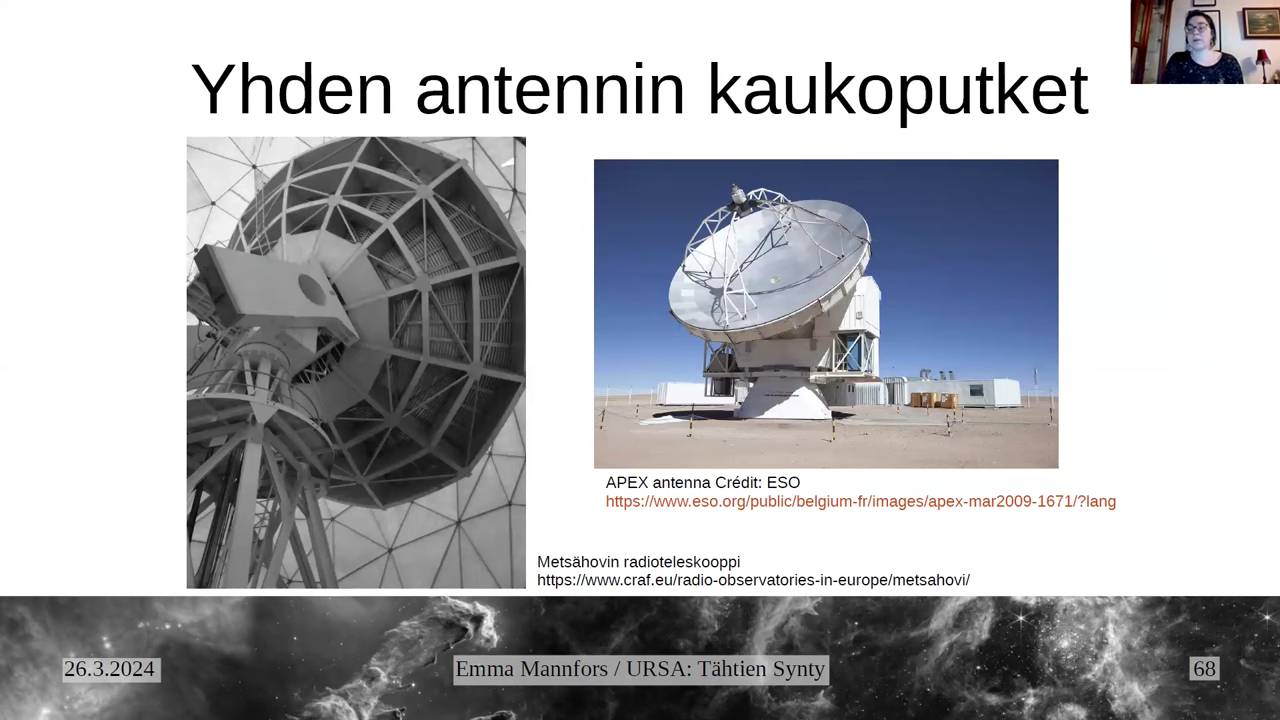 Yhden antennin kaukoputket
APEX antenna Crédit: ESO
https://www.eso.org/public/belgium-fr/images/apex-mar2009-1671/?lang
Metsähovin radioteleskooppi
https://www.craf.eu/radio-observatories-in-europe/metsahovi/
26.3.2024
Emma Mannfors / URSA: Tähtien Synty
68